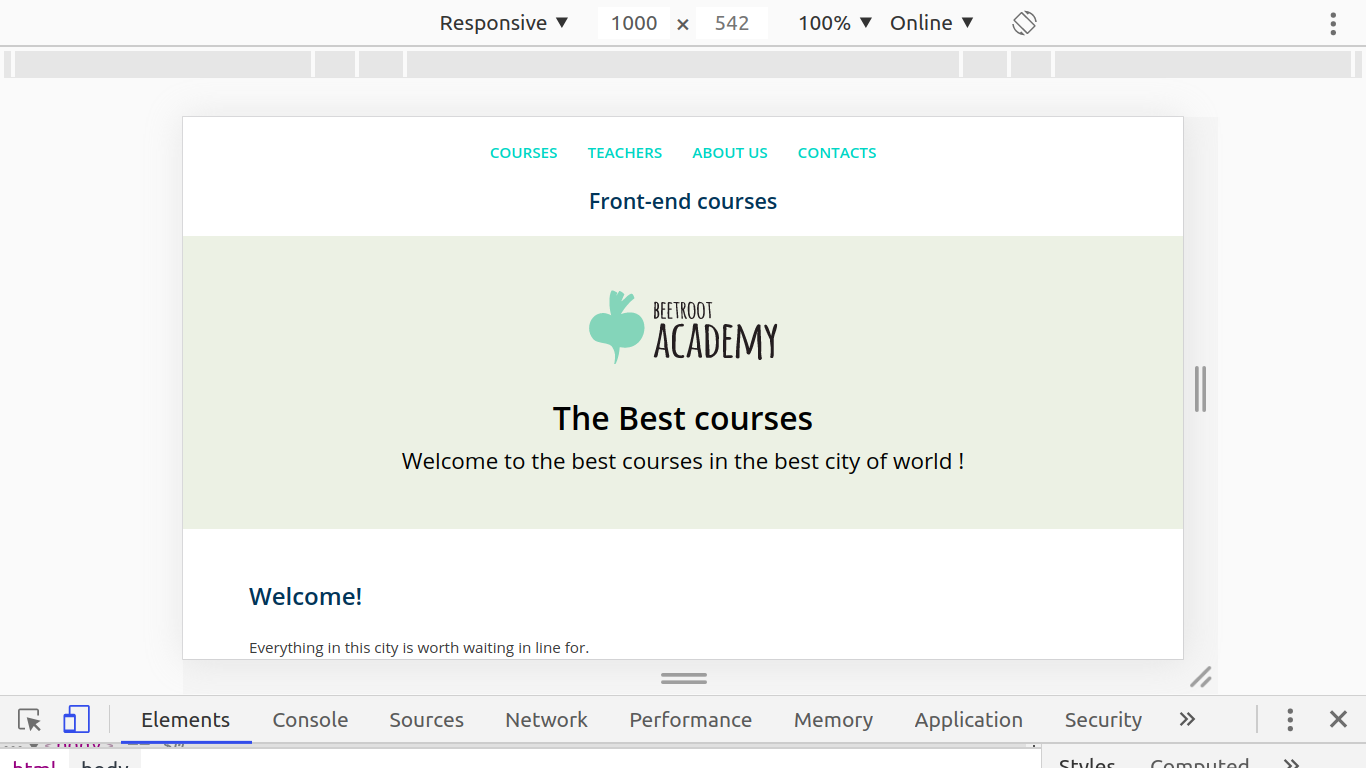 Responsive ▼ 1000 × 542 100% ▼ Online ▼
COURSES TEACHERS ABOUT US CONTACTS
Front-end courses
BEETROOT
ACADEMY
The Best courses
Welcome to the best courses in the best city of world !
Welcome!
Everything in this city is worth waiting in line for.
Elements Console Sources Network Performance Memory Application Security »
html body Styles Computed »